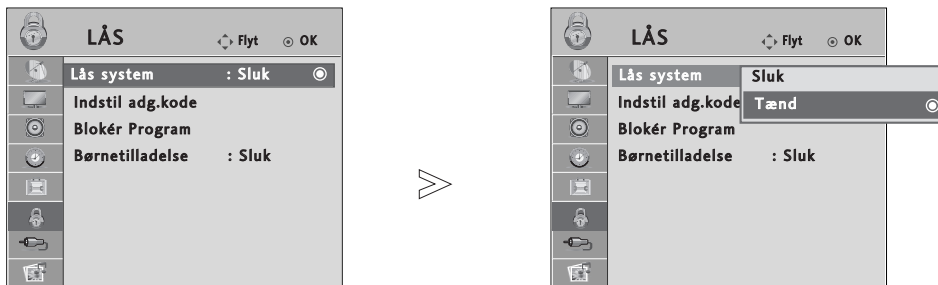 LÅS
Flyt
OK
Lås system : Sluk
Indstil adg.kode
Blokér Program
Børnetilladelse : Sluk
LÅS
Flyt
OK
Lås system
Sluk
Indstil adg.kode
Tænd
Blokér Program
Børnetilladelse : Sluk